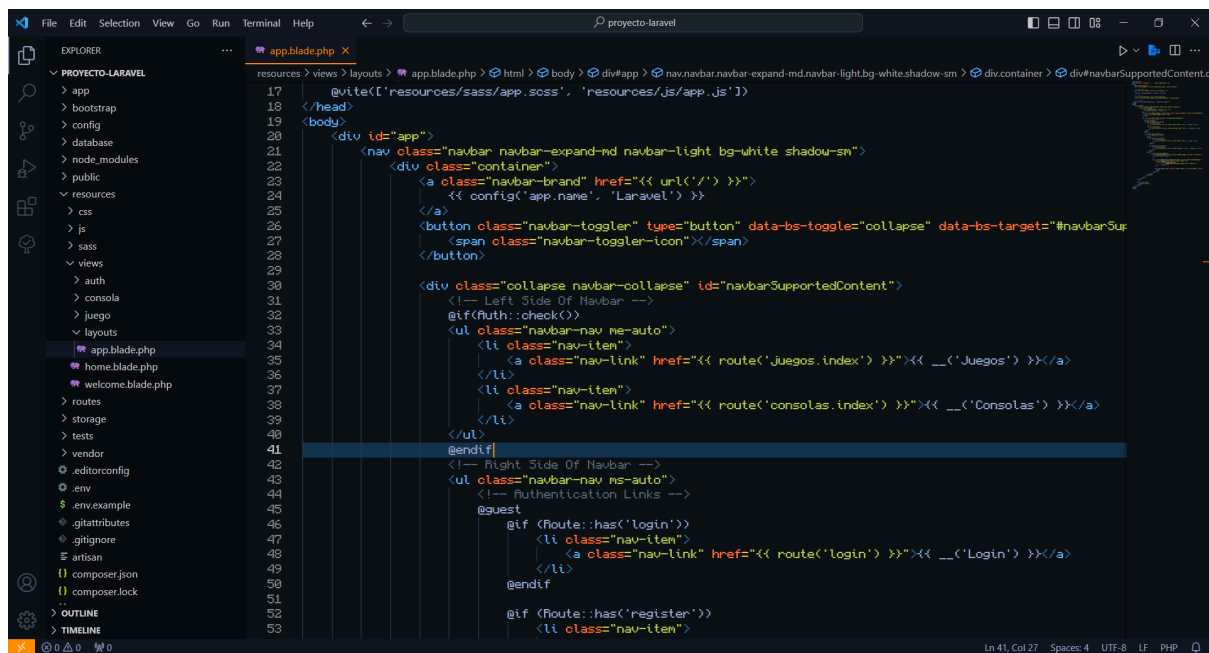 File Edit Selection View Go Run Terminal Help
proyecto-laravel
EXPLORER
app.blade.php
PROYECTO-LARAVEL
app
bootstrap
config
database
node_modules
public
resources
css
js
sass
views
auth
consola
juego
layouts
app.blade.php
home.blade.php
welcome.blade.php
routes
storage
tests
vendor
.editorconfig
.env
.env.example
.gitattributes
.gitignore
artisan
composer.json
composer.lock
OUTLINE
TIMELINE
resources > views > layouts > app.blade.php > html > body > div#app > nav.navbar.navbar-expand-md.navbar-light.bg-white.shadow-sm > div.container > div#navbarSupportedContent.c
17 @vite(['resources/sass/app.scss', 'resources/js/app.js'])
18 </head>
19 <body>
20 <div id="app">
21 <nav class="navbar navbar-expand-md navbar-light bg-white shadow-sm">
22 <div class="container">
23 <a class="navbar-brand" href="{{ url('/') }}">
24 {{ config('app.name', 'Laravel') }}
25 </a>
26 <button class="navbar-toggler" type="button" data-bs-toggle="collapse" data-bs-target="#navbarSup
27 <span class="navbar-toggler-icon"></span>
28 </button>
29
30 <div class="collapse navbar-collapse" id="navbarSupportedContent">
31 <!-- Left Side Of Navbar -->
32 @if(Auth::check())
33 <ul class="navbar-nav me-auto">
34 <li class="nav-item">
35 <a class="nav-link" href="{{ route('juegos.index') }}">{{ __('Juegos') }}</a>
36 </li>
37 <li class="nav-item">
38 <a class="nav-link" href="{{ route('consolas.index') }}">{{ __('Consolas') }}</a>
39 </li>
40 </ul>
41 @endif
42 <!-- Right Side Of Navbar -->
43 <ul class="navbar-nav ms-auto">
44 <!-- Authentication Links -->
45 @guest
46 @if (Route::has('login'))
47 <li class="nav-item">
48 <a class="nav-link" href="{{ route('login') }}">{{ __('Login') }}</a>
49 </li>
50 @endif
51
52 @if (Route::has('register'))
53 <li class="nav-item">
0 0 0
Ln 41, Col 27 Spaces: 4 UTF-8 LF PHP